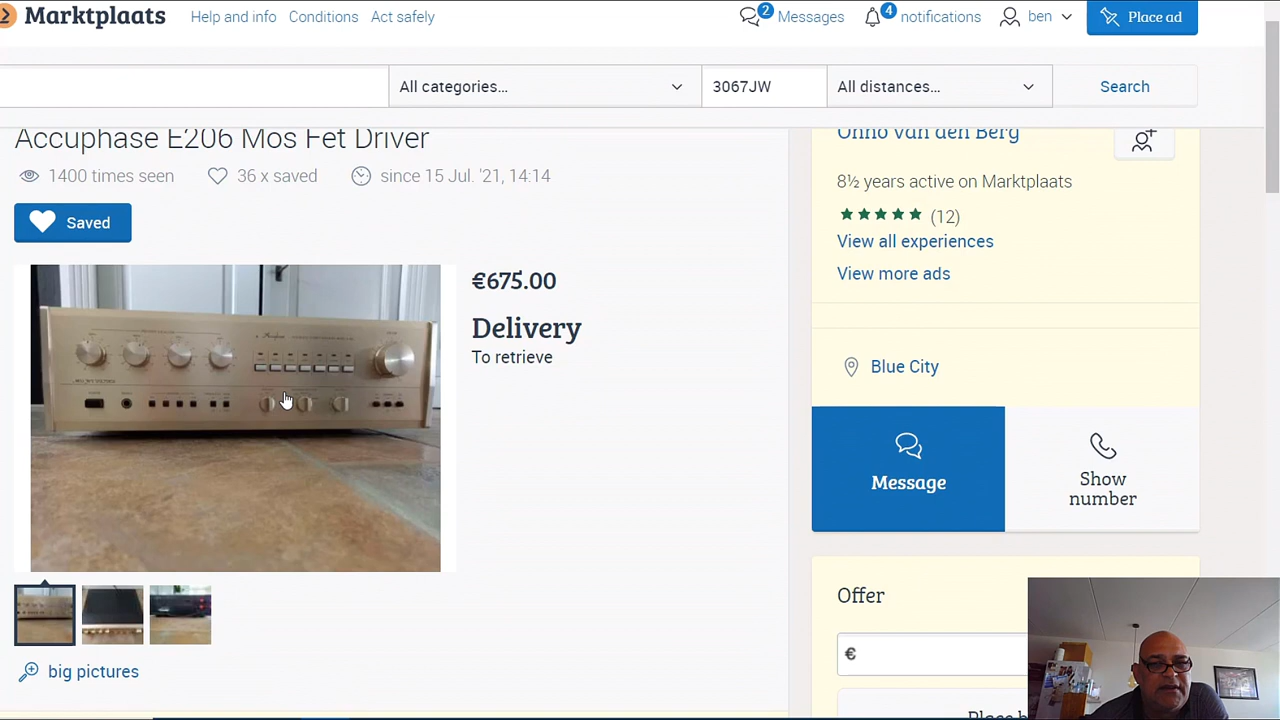 Marktplaats
Help and info
Conditions
Act safely
2
Messages
4
notifications
ben
Place ad
All categories...
3067JW
All distances...
Search
Accuphase E206 Mos Fet Driver
1400 times seen
36 x saved
since 15 Jul. '21, 14:14
Saved
€675.00
Delivery
To retrieve
big pictures
Onno van den Berg
8½ years active on Marktplaats
(12)
View all experiences
View more ads
Blue City
Message
Show
number
Offer
€